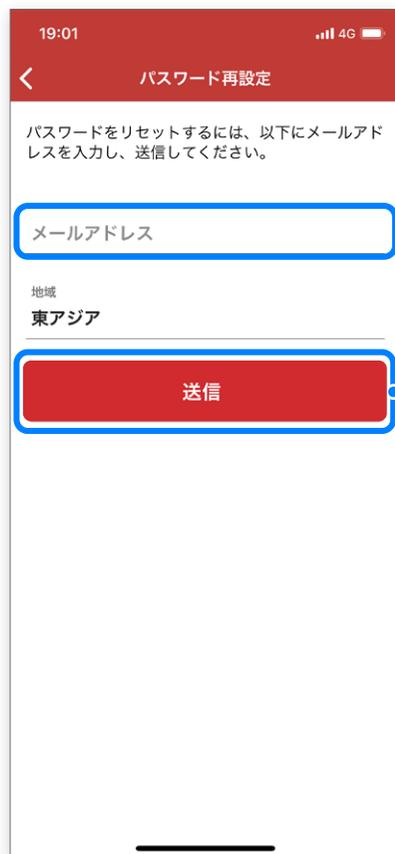 19:01
4G
パスワード再設定
パスワードをリセットするには、以下にメールアド
レスを入力し、送信してください。
メールアドレス
地域
東アジア
送信